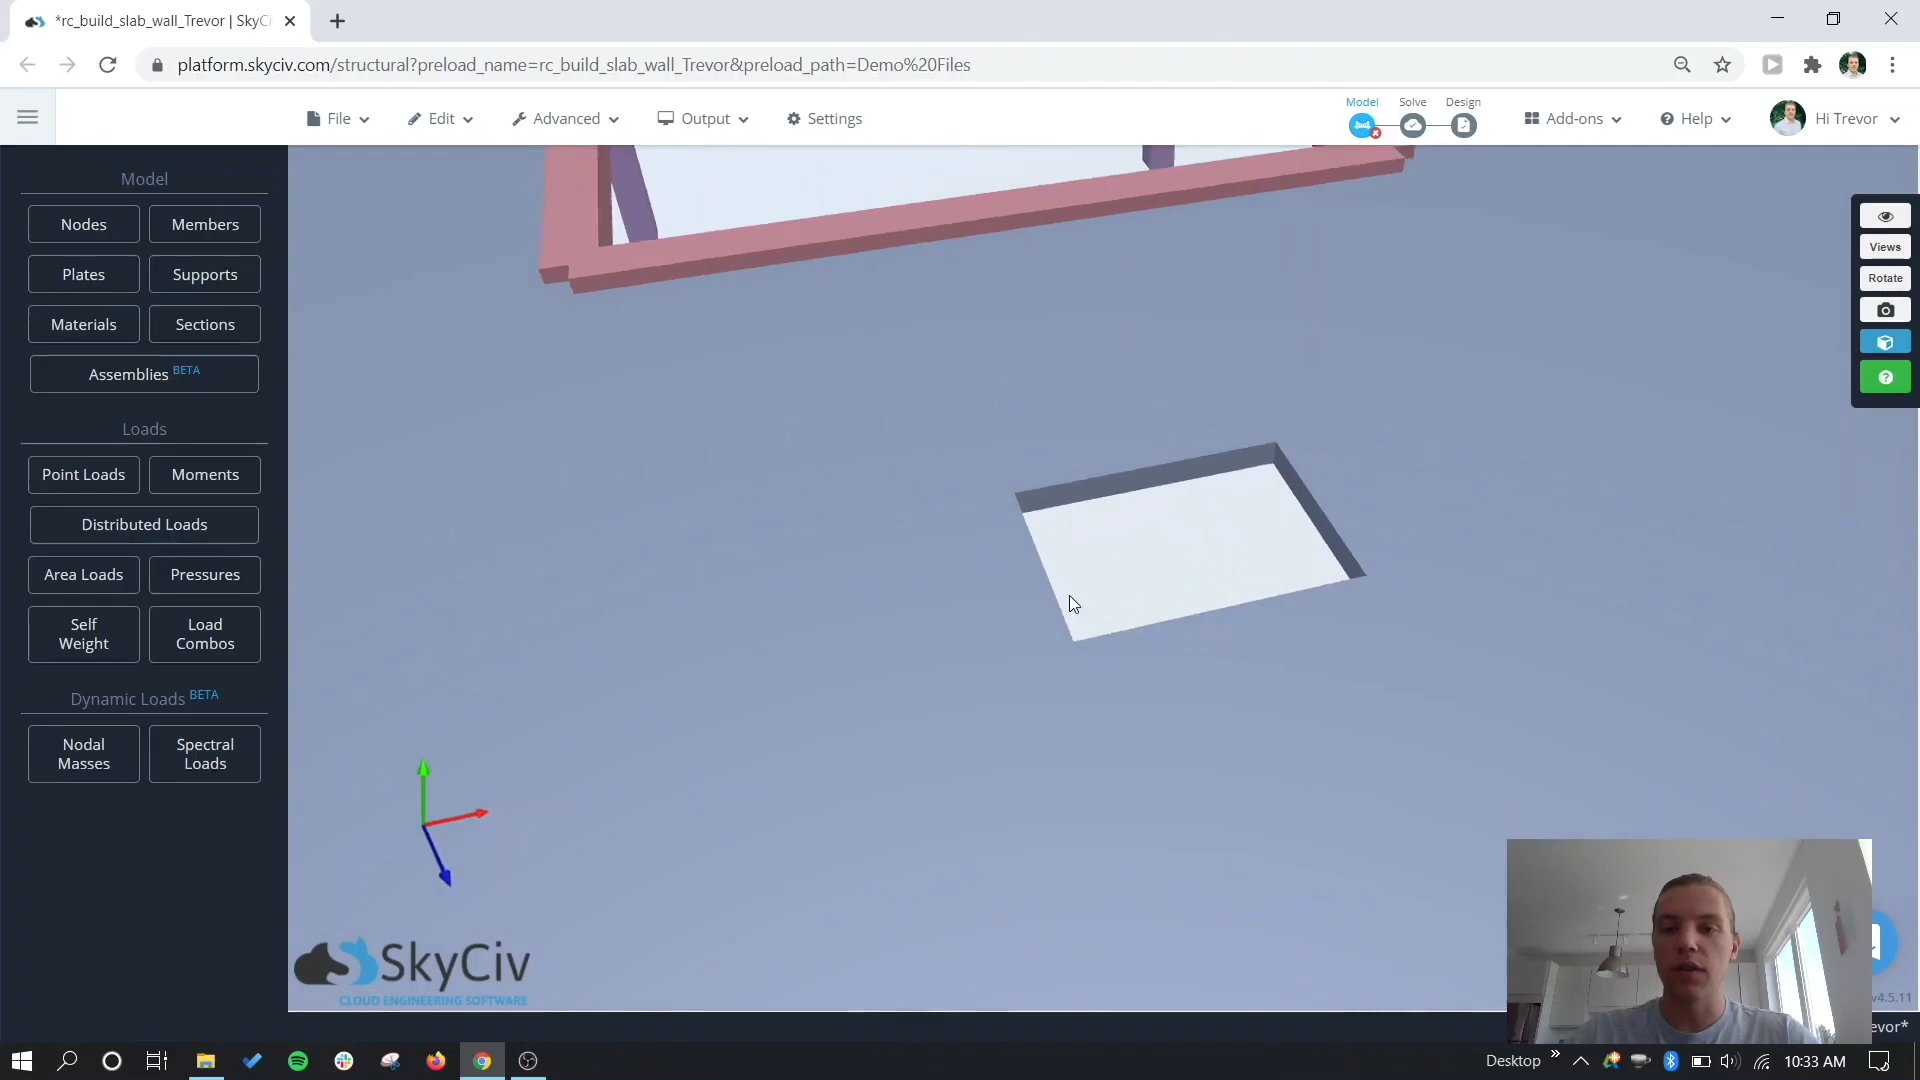 *rc_build_slab_wall_Trevor | SkyCi
platform.skyciv.com/structural?preload_name=rc_build_slab_wall_Trevor&preload_path=Demo%20Files
File
Edit
Advanced
Output
Settings
Model
Solve
Design
Add-ons
Help
Hi Trevor
Model
Nodes
Members
Plates
Supports
Materials
Sections
Assemblies BETA
Loads
Point Loads
Moments
Distributed Loads
Area Loads
Pressures
Self
Weight
Load
Combos
Dynamic Loads BETA
Nodal
Masses
Spectral
Loads
Views
Rotate
SkyCiv
CLOUD ENGINEERING SOFTWARE
v4.5.11
evor*
Desktop
10:33 AM